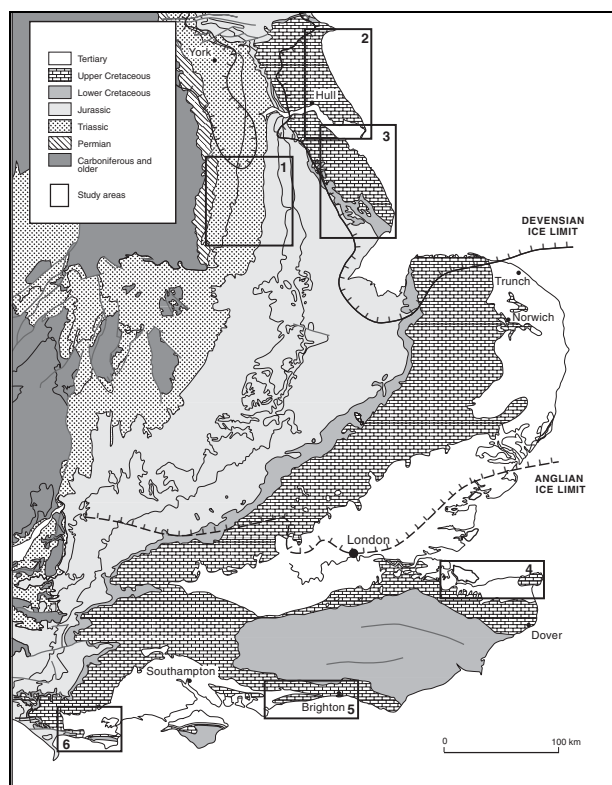 Tertiary
Upper Cretaceous
Lower Cretaceous
Jurassic
Triassic
Permian
Carboniferous and
older
Study areas
York
2
Hull
3
1
DEVENSIAN
ICE LIMIT
Trunch
Norwich
ANGLIAN
ICE LIMIT
London
4
Dover
Southampton
Brighton
5
6
0
100 km